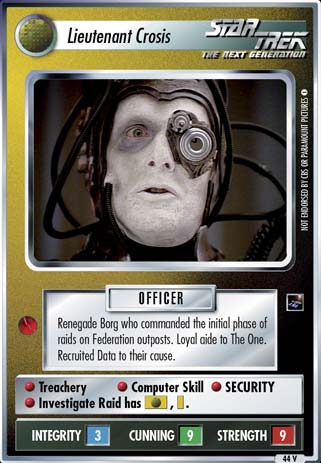 Lieutenant Crosis
STAR TREK
THE NEXT GENERATION
NOT ENDORSED BY CBS OR PARAMOUNT PICTURES
OFFICER
Renegade Borg who commanded the initial phase of
raids on Federation outposts. Loyal aide to The One.
Recruited Data to their cause.
Treachery Computer Skill SECURITY
Investigate Raid has , .
INTEGRITY 3 CUNNING 9 STRENGTH 9
44 V